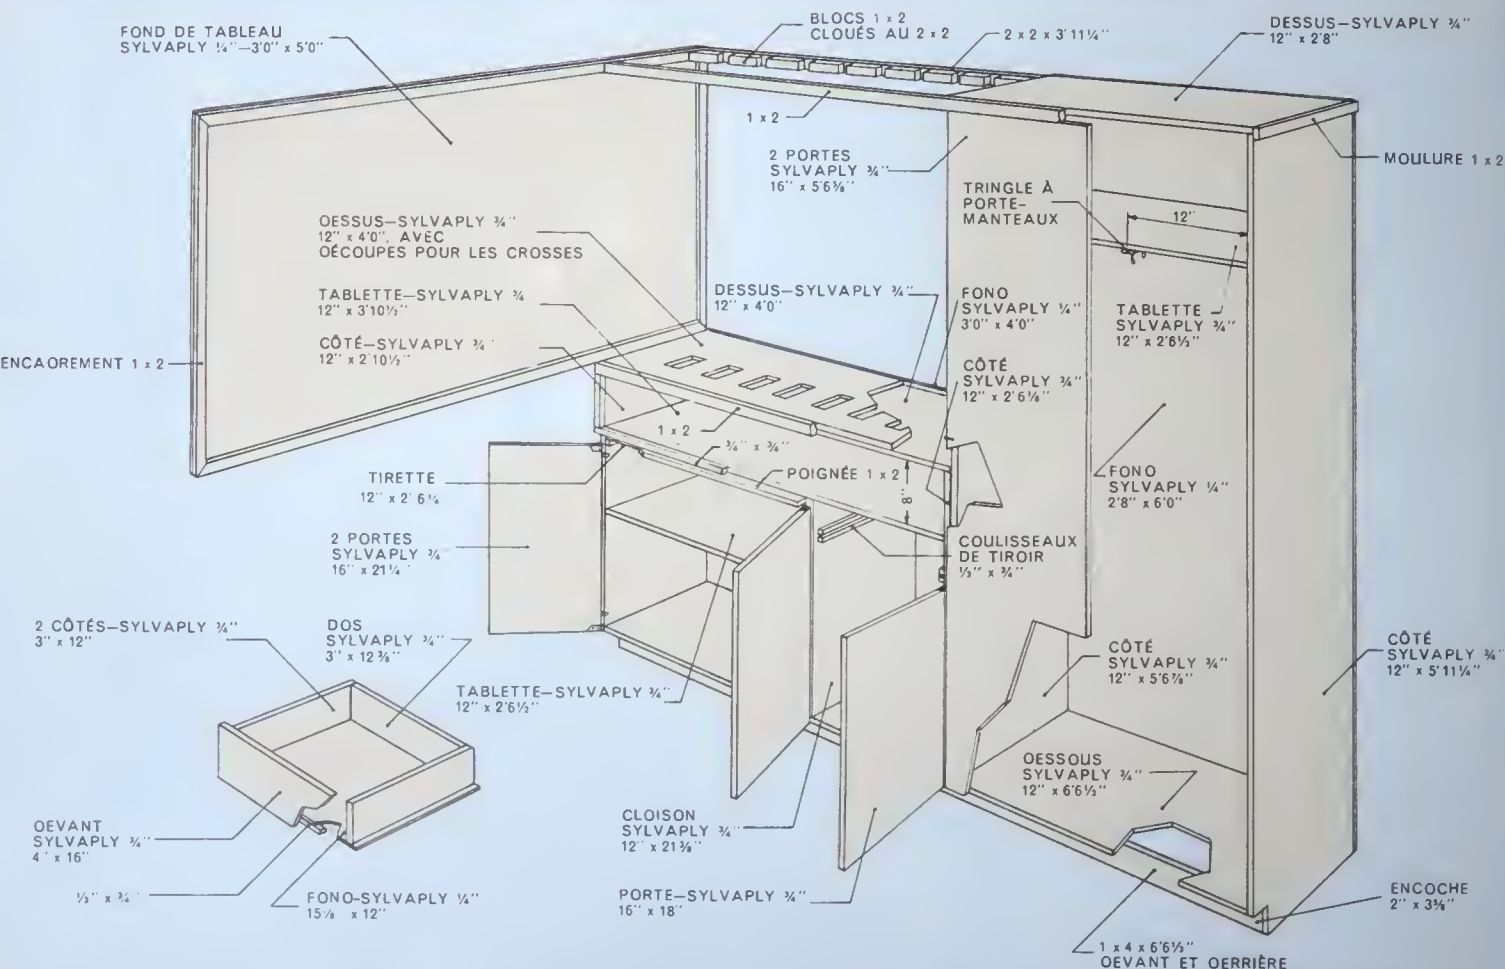 FOND DE TABLEAU
SYLVAPLY ¼"—3'0" x 5'0"
BLOCS 1 x 2
CLOUÉS AU 2 x 2
2 x 2 x 3'11¼"
DESSUS—SYLVAPLY ¾"
12" x 2'8"
1 x 2
2 PORTES
SYLVAPLY ¾"
16" x 5'6⅜"
MOULURE 1 x 2
TRINGLE À
PORTE-
MANTEAUX
12"
OESSUS—SYLVAPLY ¾"
12" x 4'0", AVEC
OÉCOUPES POUR LES CROSSES
TABLETTE—SYLVAPLY ¾
12" x 3'10½"
DESSUS—SYLVAPLY ¾"
12" x 4'0"
FONO
SYLVAPLY ¼"
3'0" x 4'0"
TABLETTE
SYLVAPLY ¾"
12" x 2'6½"
CÔTÉ—SYLVAPLY ¾"
12" x 2'10½"
ENCAOREMENT 1 x 2
CÔTÉ
SYLVAPLY ¾"
12" x 2'6⅛"
1 x 2
¾" x ¾"
POIGNÉE 1 x 2
8"
TIRETTE
12" x 2'6¼
FONO
SYLVAPLY ¼"
2'8" x 6'0"
2 PORTES
SYLVAPLY ¾
16" x 21¼"
COULISSEAUX
DE TIROIR
½" x ¾"
2 CÔTÉS—SYLVAPLY ¾"
3" x 12"
DOS
SYLVAPLY ¾"
3" x 12⅜"
CÔTÉ
SYLVAPLY ¾"
12" x 5'6⅞"
CÔTÉ
SYLVAPLY ¾"
12" x 5'11¼"
TABLETTE—SYLVAPLY ¾"
12" x 2'6½"
OESSOUS
SYLVAPLY ¾"
12" x 6'6½"
OEVANT
SYLVAPLY ¾"
4" x 16"
CLOISON
SYLVAPLY ¾"
12" x 21⅜"
½" x ¾"
FONO-SYLVAPLY ¼"
15⅛ x 12"
PORTE—SYLVAPLY ¾"
16" x 18"
ENCOCHE
2" x 3⅝"
1 x 4 x 6'6½"
OEVANT ET OERRIÈRE